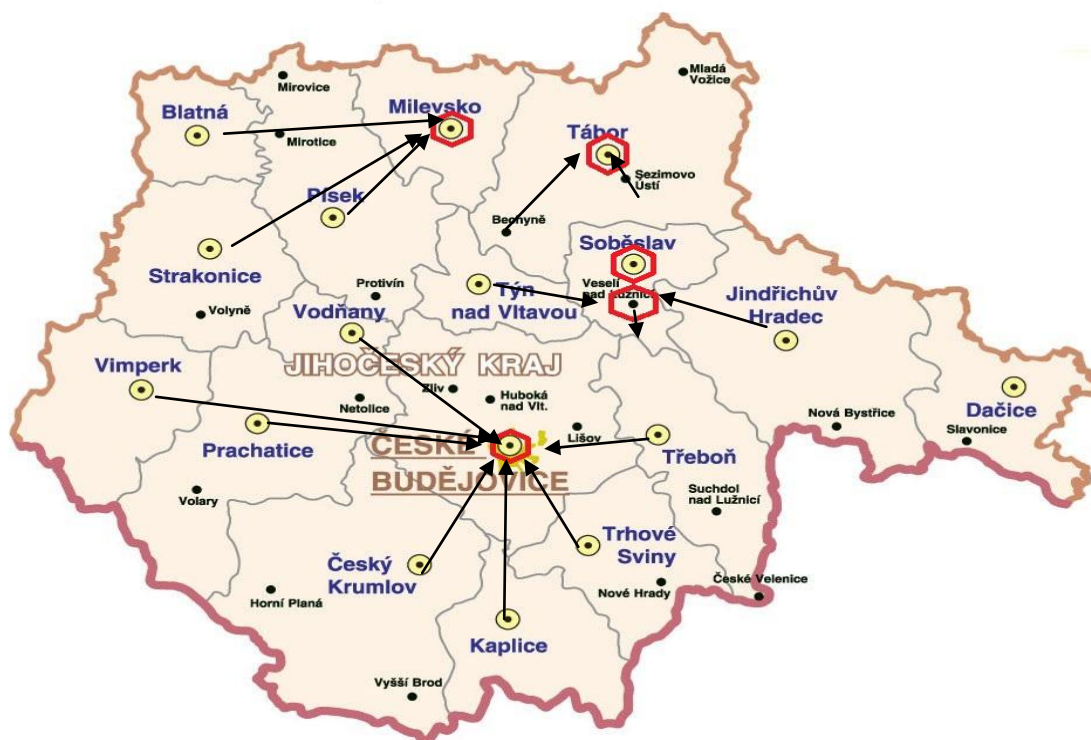 Mirovice
Mladá
Vožice
Blatná
Milevsko
Mirotice
Tábor
Sezimovo
Ústí
Písek
Bechyně
Strakonice
Soběslav
Protivín
Veselí
nad Lužnicí
Týn
nad Vltavou
Jindřichův
Hradec
Volyně
Vodňany
Vimperk
JIHOČESKÝ KRAJ
Zliv
Huboká
nad Vlt.
Netolice
Dačice
Prachatice
Nová Bystřice
Slavonice
Lišov
ČESKÉ
BUDĚJOVICE
Třeboň
Volary
Suchdol
nad Lužnicí
Trhové
Sviny
Český
Krumlov
České Velenice
Nové Hrady
Horní Planá
Kaplice
Vyšší Brod